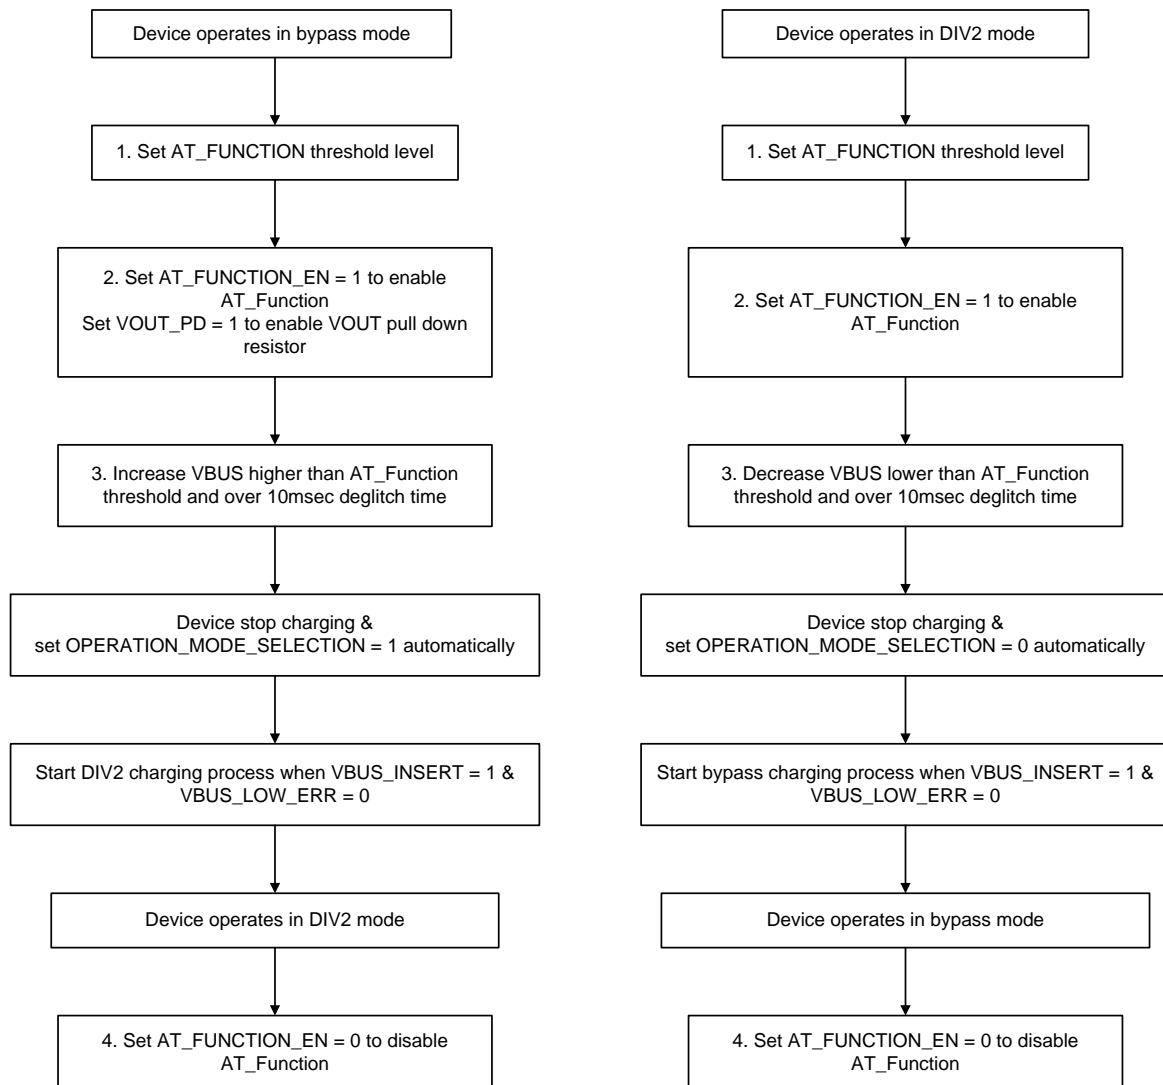 Device operates in bypass mode
1. Set AT_FUNCTION threshold level
2. Set AT_FUNCTION_EN = 1 to enable
AT_Function
Set VOUT_PD = 1 to enable VOUT pull down
resistor
3. Increase VBUS higher than AT_Function
threshold and over 10msec deglitch time
Device stop charging &
set OPERATION_MODE_SELECTION = 1 automatically
Start DIV2 charging process when VBUS_INSERT = 1 &
VBUS_LOW_ERR = 0
Device operates in DIV2 mode
4. Set AT_FUNCTION_EN = 0 to disable
AT_Function
Device operates in DIV2 mode
1. Set AT_FUNCTION threshold level
2. Set AT_FUNCTION_EN = 1 to enable
AT_Function
3. Decrease VBUS lower than AT_Function
threshold and over 10msec deglitch time
Device stop charging &
set OPERATION_MODE_SELECTION = 0 automatically
Start bypass charging process when VBUS_INSERT = 1 &
VBUS_LOW_ERR = 0
Device operates in bypass mode
4. Set AT_FUNCTION_EN = 0 to disable
AT_Function